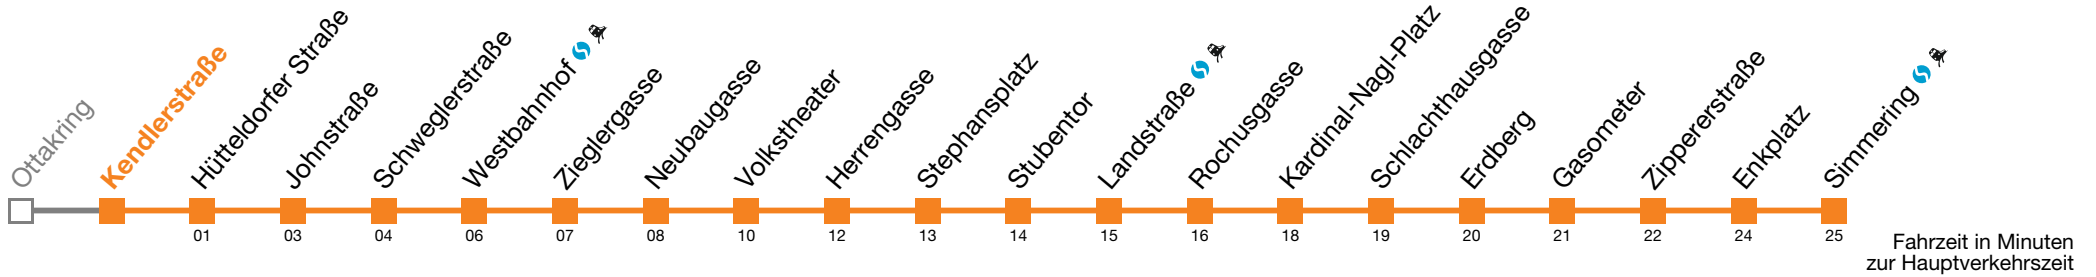 Ottakring
Kendlerstraße
Hütteldorfer Straße
Johnstraße
Schweglerstraße
Westbahnhof
Zieglergasse
Neubaugasse
Volkstheater
Herrengasse
Stephansplatz
Stubentor
Landstraße
Rochusgasse
Kardinal-Nagl-Platz
Schlachthausgasse
Erdberg
Gasometer
Zippererstraße
Enkplatz
Simmering
01 03 04 06 07 08 10 12 13 14 15 16 18 19 20 21 22 24 25
Fahrzeit in Minuten
zur Hauptverkehrszeit